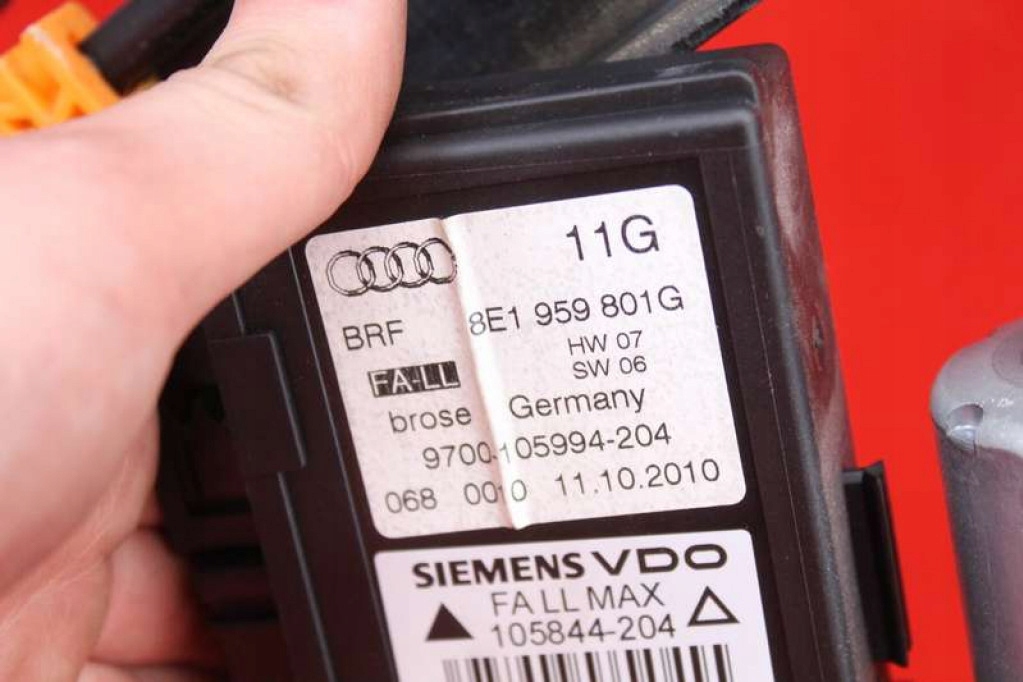 11G
BRF 8E1 959 801G
HW 07
FA-LL SW 06
brose Germany
9700-105994-204
068 0010 11.10.2010
SIEMENS VDO
FA LL MAX
105844-204